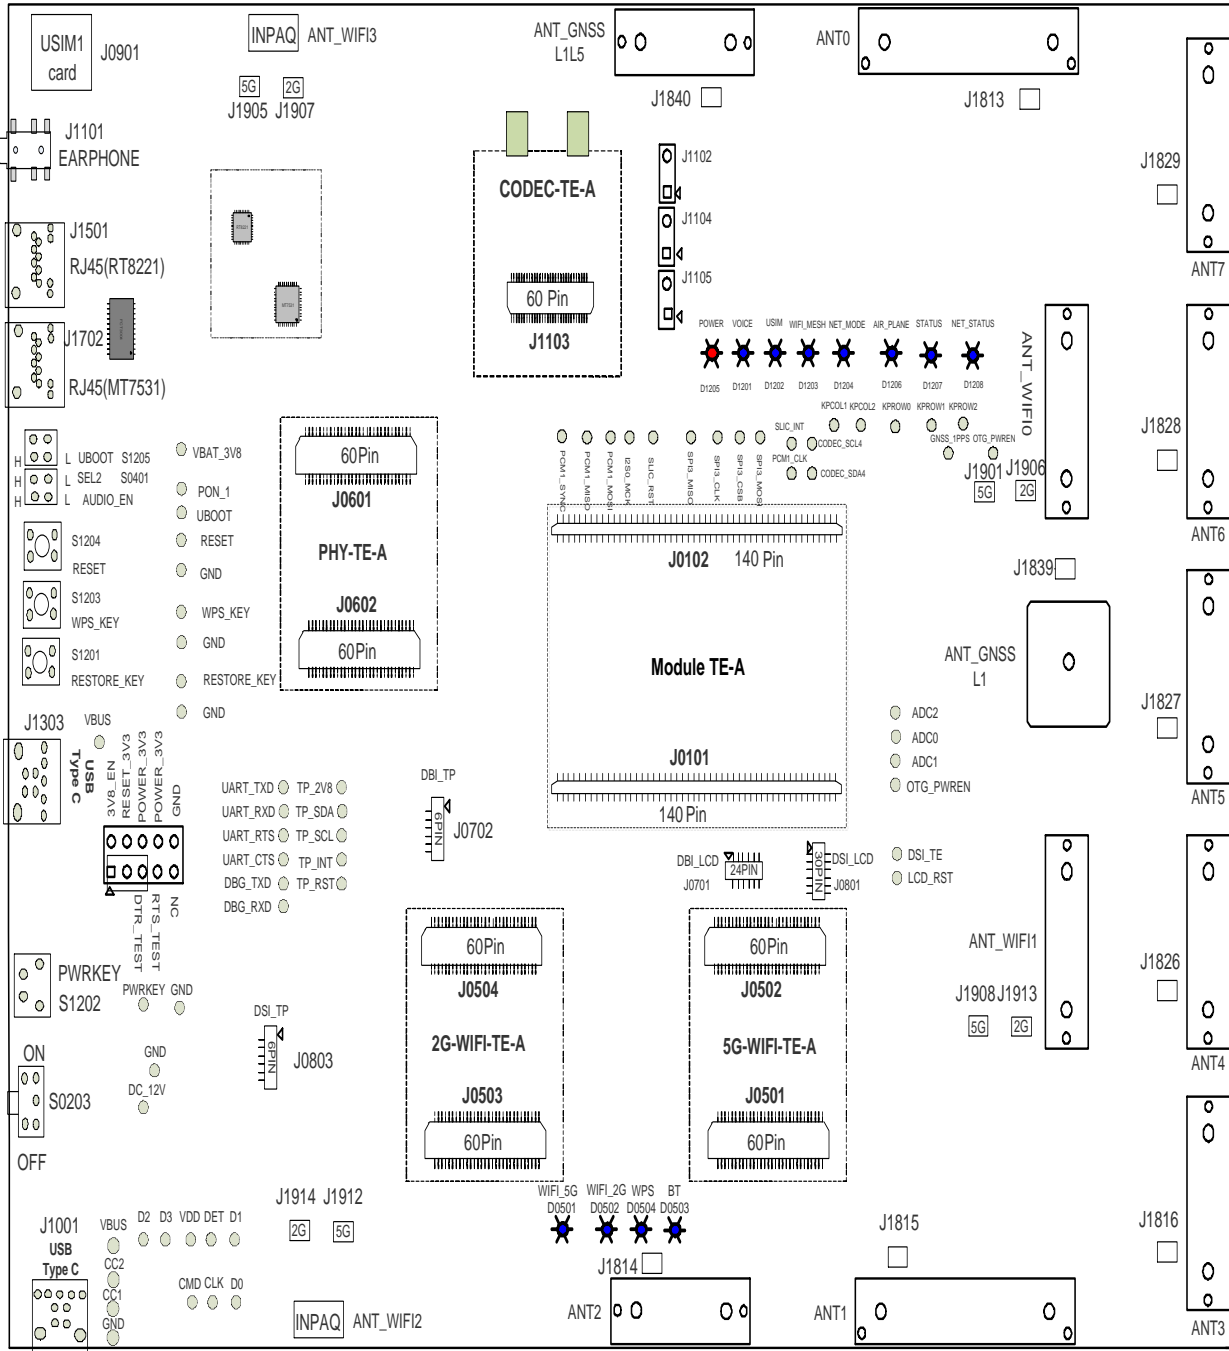 USIM1
card
J0901
INPAQ
ANT_WIFI3
5G
2G
J1905
J1907
ANT_GNSS
L1L5
J1840
ANT0
J1813
ANT7
J1829
J1101
EARPHONE
CODEC-TE-A
60 Pin
J1103
J1102
J1104
J1105
J1501
RJ45(RT8221)
J1702
RJ45(MT7531)
POWER
VOICE
USIM
WIFI_MESH
NET_MODE
AIR_PLANE
STATUS
NET_STATUS
D1205
D1201
D1202
D1203
D1204
D1206
D1207
D1208
ANT_WIFI0
KPCOL1
KPCOL2
KPROW0
KPROW1
KPROW2
SLIC_INT
CODEC_SCL4
PCM1_CLK
CODEC_SDA4
GNSS_1PPS
OTG_PWREN
J1901
J1906
5G
2G
J1828
ANT6
H
L
UBOOT
S1205
H
L
SEL2
S0401
H
L
AUDIO_EN
VBAT_3V8
PON_1
UBOOT
RESET
GND
WPS_KEY
GND
RESTORE_KEY
GND
S1204
RESET
S1203
WPS_KEY
S1201
RESTORE_KEY
60Pin
J0601
PHY-TE-A
J0602
60Pin
PCM1_SYNC
PCM1_MISO
PCM1_MOSI
I2S0_MCK
SLIC_RST
SPI3_MISO
SPI3_CLK
SPI3_CSB
SPI3_MOSI
J0102
140 Pin
Module TE-A
J0101
140 Pin
J1839
ANT_GNSS
L1
ADC2
ADC0
ADC1
OTG_PWREN
J1827
ANT5
J1303
USB
Type C
VBUS
3V8_EN
RESET_3V3
POWER_3V3
POWER_3V3
GND
DTR_TEST
RTS_TEST
NC
UART_TXD
TP_2V8
UART_RXD
TP_SDA
UART_RTS
TP_SCL
UART_CTS
TP_INT
DBG_TXD
TP_RST
DBG_RXD
DBI_TP
6PIN
J0702
DBI_LCD
24PIN
J0701
30PIN
DSI_LCD
J0801
DSI_TE
LCD_RST
PWRKEY
S1202
PWRKEY
GND
DSI_TP
6PIN
J0803
60Pin
J0504
2G-WIFI-TE-A
J0503
60Pin
60Pin
J0502
5G-WIFI-TE-A
J0501
60Pin
ANT_WIFI1
J1908
J1913
5G
2G
J1826
ANT4
ON
S0203
OFF
GND
DC_12V
J1914
J1912
2G
5G
WIFI_5G
WIFI_2G
WPS
BT
D0501
D0502
D0504
D0503
J1001
USB
Type C
VBUS
CC2
CC1
GND
D2
D3
VDD
DET
D1
CMD
CLK
D0
INPAQ
ANT_WIFI2
J1814
ANT2
J1815
ANT1
J1816
ANT3